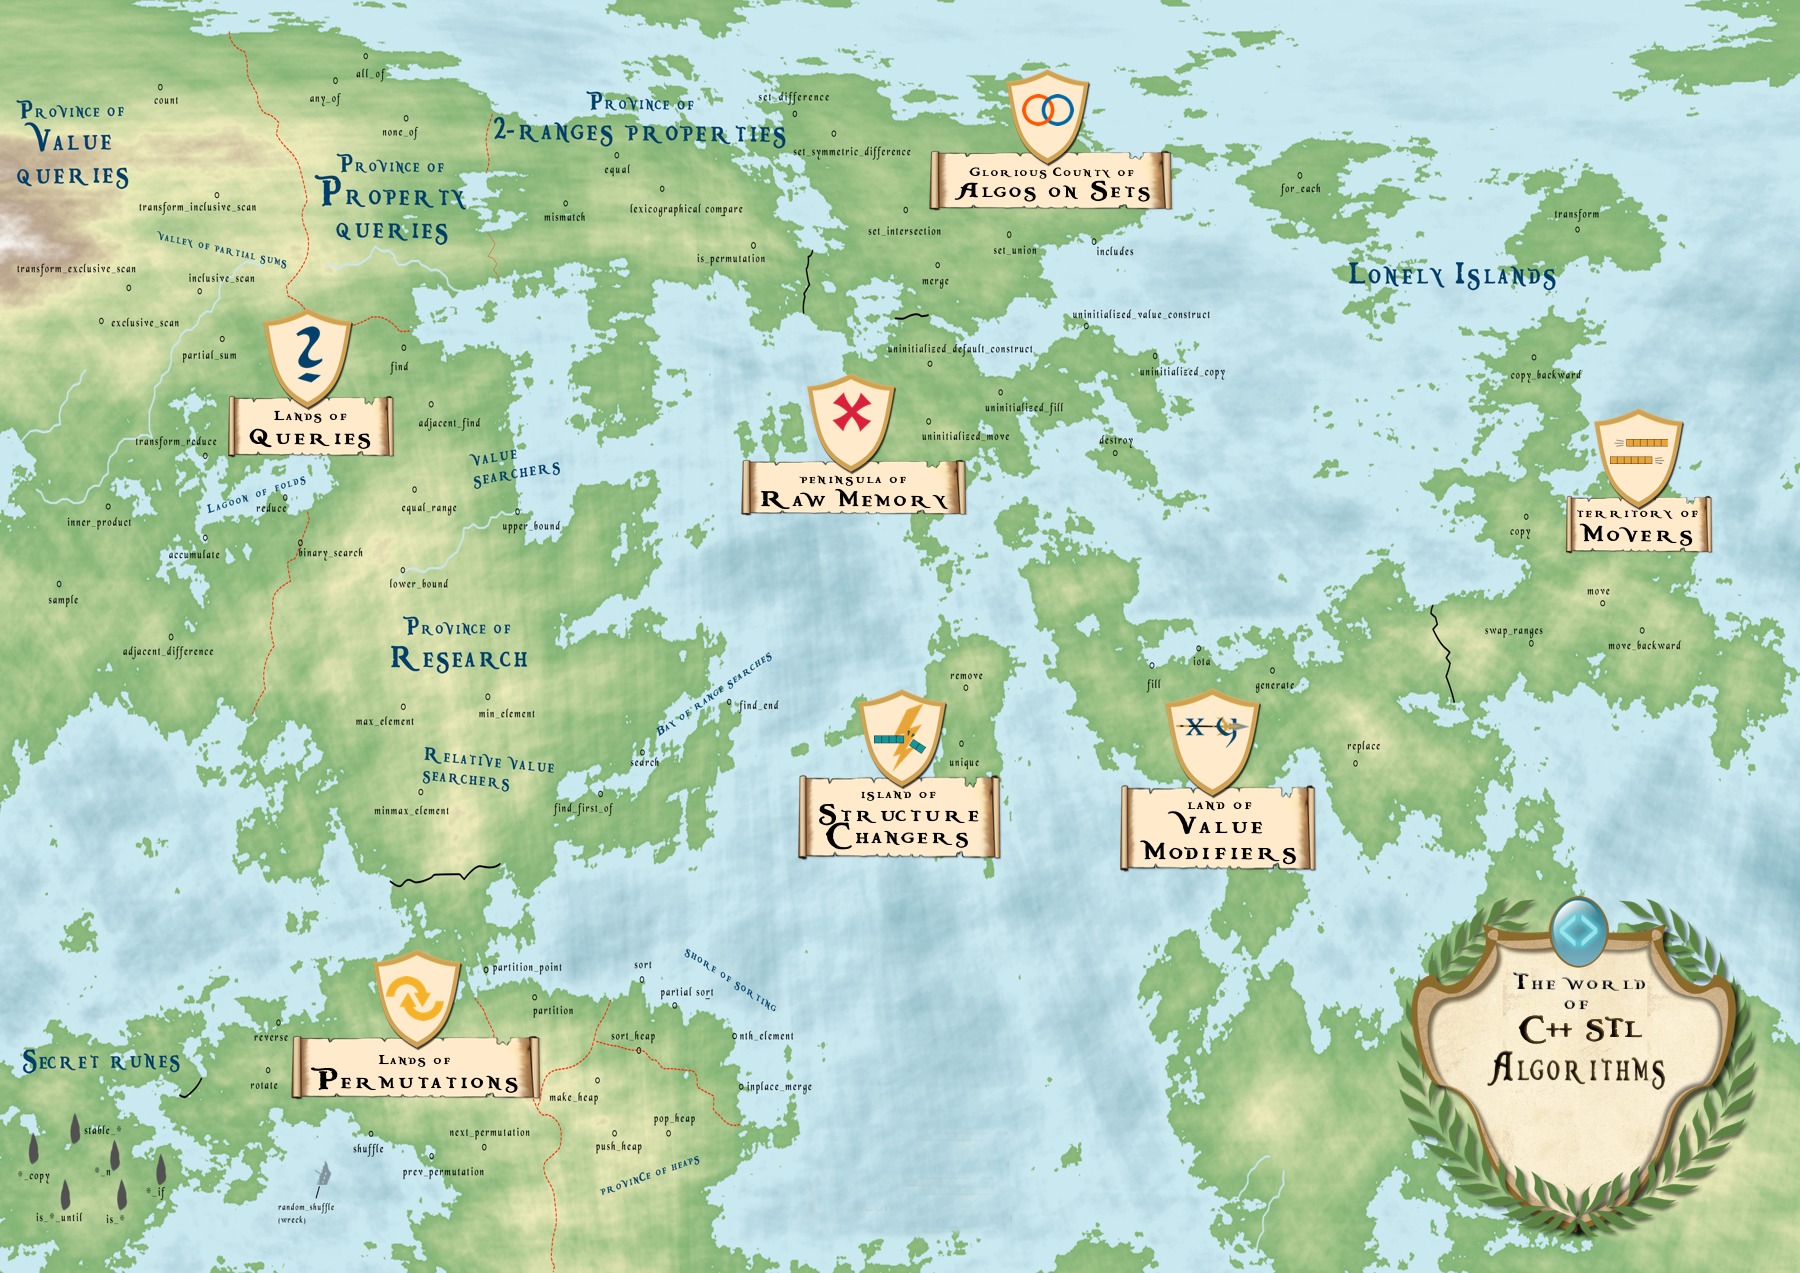 Province of
Value
queries
count
all_of
any_of
none_of
Province of
Property
queries
transform_inclusive_scan
Valley of partial sums
transform_exclusive_scan
inclusive_scan
exclusive_scan
partial_sum
find
Lands of
Queries
adjacent_find
transform_reduce
Lagoon of folds
reduce
inner_product
accumulate
binary_search
sample
adjacent_difference
Value
searchers
equal_range
upper_bound
lower_bound
Province of
Research
max_element
min_element
Relative value
searchers
minmax_element
find_first_of
search
Bay of range searches
find_end
Province of
2-ranges properties
equal
mismatch
lexicographical compare
is_permutation
set_difference
set_symmetric_difference
Glorious County of
Algos on Sets
set_intersection
set_union
includes
merge
for_each
transform
Lonely Islands
uninitialized_value_construct
uninitialized_default_construct
uninitialized_copy
uninitialized_fill
uninitialized_move
destroy
Peninsula of
Raw Memory
copy_backward
copy
Territory of
Movers
move
swap_ranges
move_backward
remove
unique
Island of
Structure
Changers
fill
iota
generate
replace
Land of
Value
Modifiers
partition_point
partition
sort
partial sort
Shore of Sorting
nth_element
sort_heap
inplace_merge
make_heap
pop_heap
push_heap
Province of Heaps
reverse
rotate
Lands of
Permutations
shuffle
next_permutation
prev_permutation
random_shuffle
(wreck)
Secret runes
stable_*
*_copy
*_n
*_if
is_*_until
is_*
The World
of
C++ STL
Algorithms